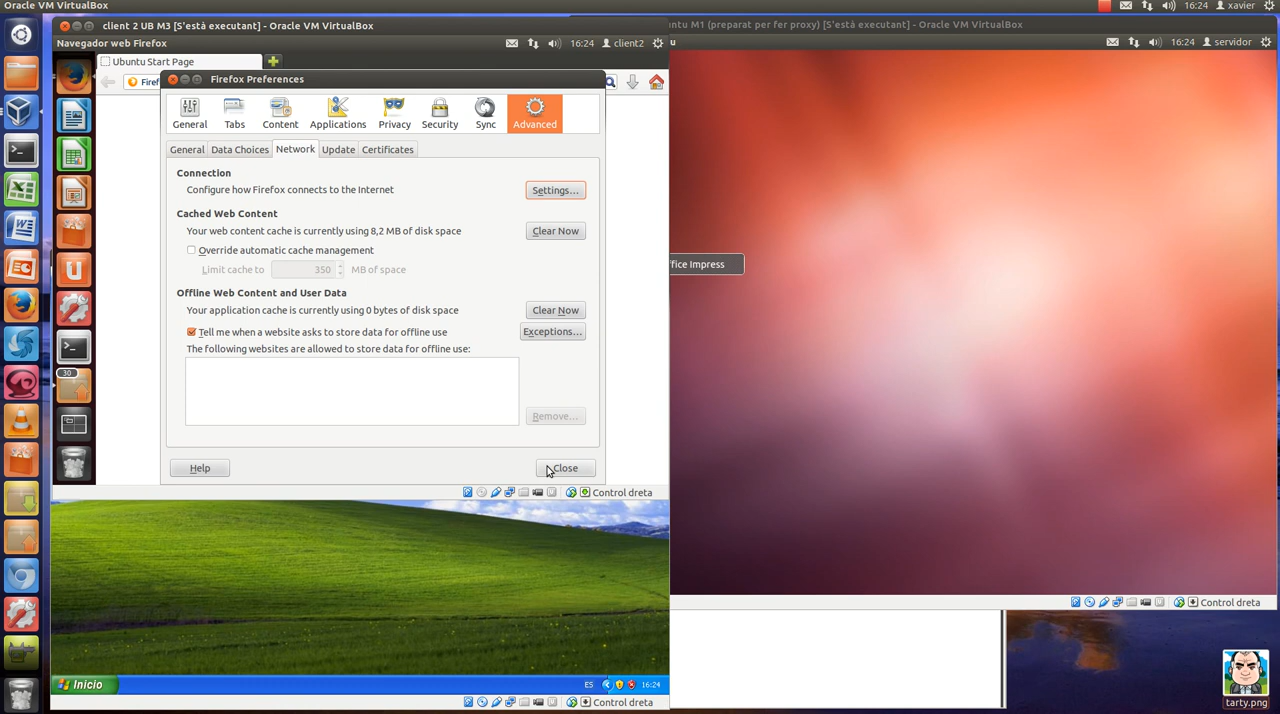 Oracle VM VirtualBox
16:24
xavier
client 2 UB M3 [S'està executant] - Oracle VM VirtualBox
ntu M1 (preparat per fer proxy) [S'està executant] - Oracle VM VirtualBox
Navegador web Firefox
16:24
client2
u
16:24
servidor
Ubuntu Start Page
Firef
Firefox Preferences
General
Tabs
Content
Applications
Privacy
Security
Sync
Advanced
General
Data Choices
Network
Update
Certificates
Connection
Configure how Firefox connects to the Internet
Settings...
Cached Web Content
Your web content cache is currently using 8,2 MB of disk space
Clear Now
Override automatic cache management
Limit cache to
350
MB of space
Offline Web Content and User Data
Your application cache is currently using 0 bytes of disk space
Clear Now
Tell me when a website asks to store data for offline use
Exceptions...
The following websites are allowed to store data for offline use:
Remove...
Help
Close
ffice Impress
30
Control dreta
Control dreta
Inicio
ES
16:24
Control dreta
tarty.png